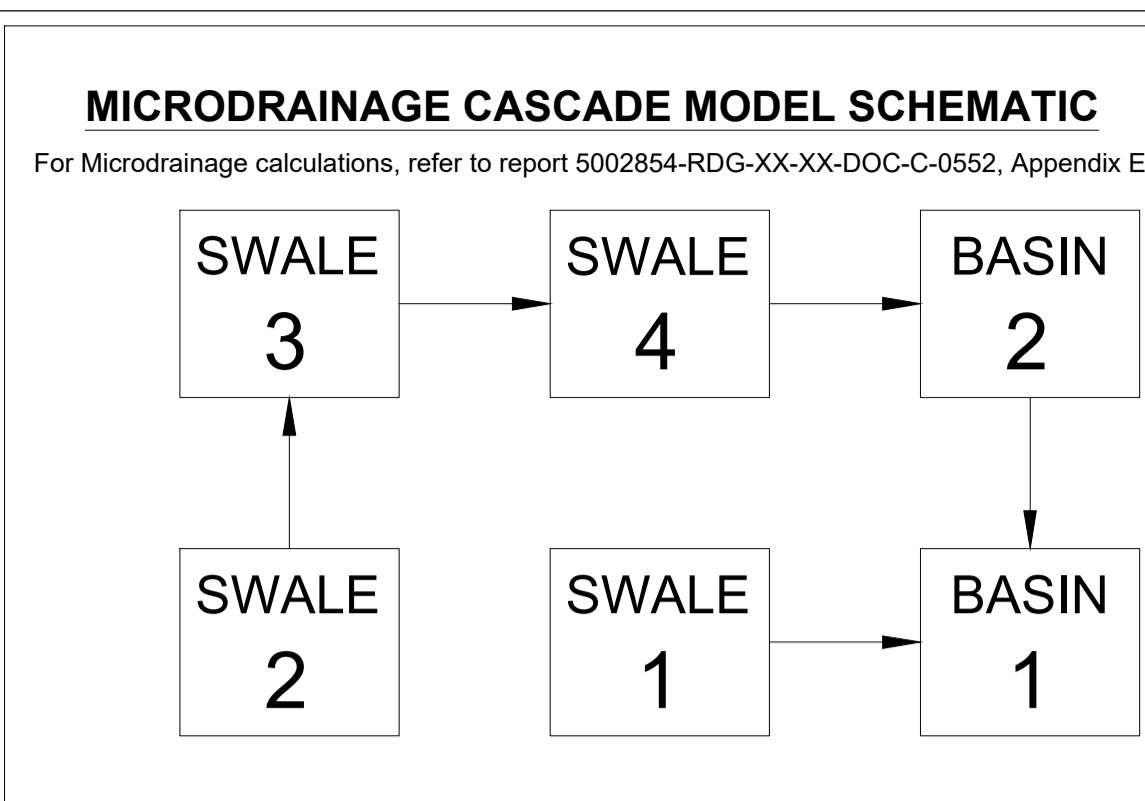 MICRODRAINAGE CASCADE MODEL SCHEMATIC
For Microdrainage calculations, refer to report 5002854-RDG-XX-XX-DOC-C-0552, Appendix E
SWALE
3
SWALE
4
BASIN
2
SWALE
2
SWALE
1
BASIN
1